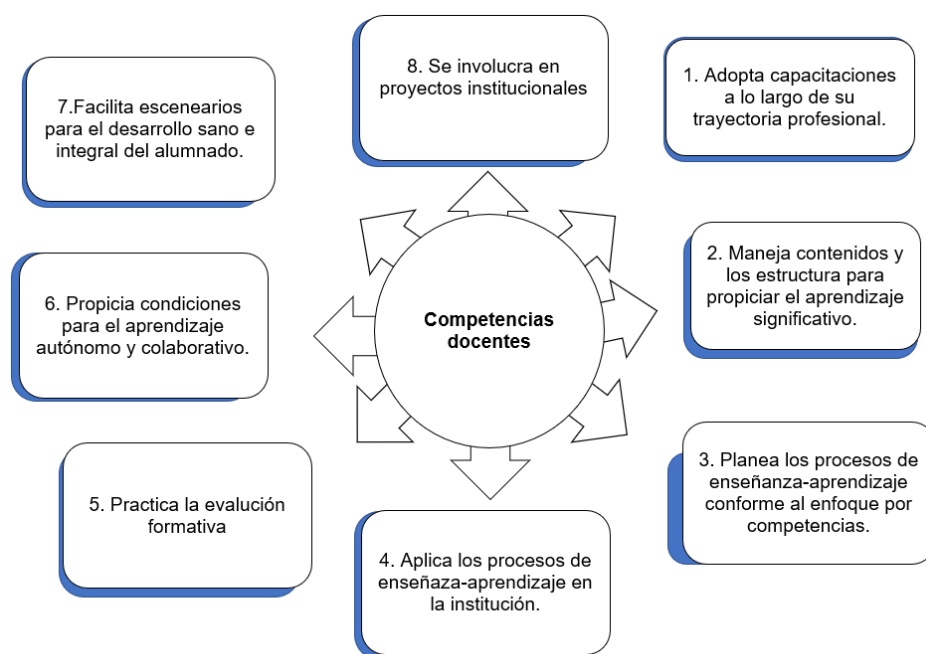 8. Se involucra en
proyectos institucionales
1. Adopta capacitaciones
a lo largo de su
trayectoria profesional.
7.Facilita esceenarios
para el desarrollo sano e
integral del alumnado.
2. Maneja contenidos y
los estructura para
propiciar el aprendizaje
significativo.
6. Propicia condiciones
para el aprendizaje
autónomo y colaborativo.
Competencias
docentes
3. Planea los procesos de
enseñanza-aprendizaje
conforme al enfoque por
competencias.
5. Practica la evalución
formativa
4. Aplica los procesos de
enseñaza-aprendizaje en
la institución.